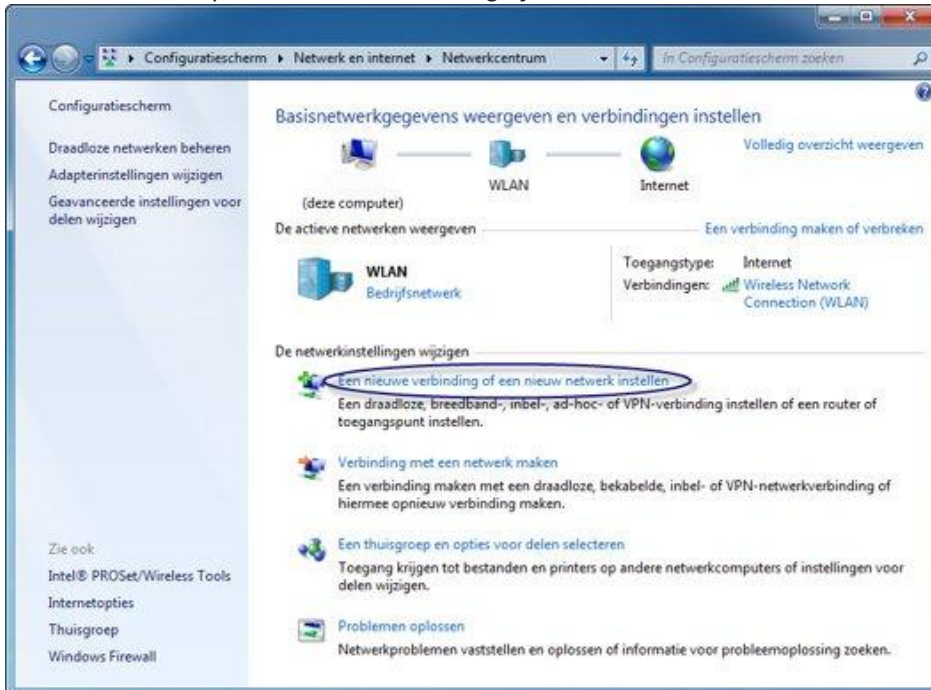 Configuratiescherm ▸ Netwerk en internet ▸ Netwerkcentrum
In Configuratiescherm zoeken
Configuratiescherm
Draadloze netwerken beheren
Adapterinstellingen wijzigen
Geavanceerde instellingen voor
delen wijzigen
Zie ook
Intel® PROSet/Wireless Tools
Internetopties
Thuisgroep
Windows Firewall
Basisnetwerkgegevens weergeven en verbindingen instellen
Volledig overzicht weergeven
(deze computer)
WLAN
Internet
De actieve netwerken weergeven
Een verbinding maken of verbreken
WLAN
Bedrijfsnetwerk
Toegangstype: Internet
Verbindingen: Wireless Network
Connection (WLAN)
De netwerkinstellingen wijzigen
Een nieuwe verbinding of een nieuw netwerk instellen
Een draadloze, breedband-, inbel-, ad-hoc- of VPN-verbinding instellen of een router of
toegangspunt instellen.
Verbinding met een netwerk maken
Een verbinding maken met een draadloze, bekabelde, inbel- of VPN-netwerkverbinding of
hiermee opnieuw verbinding maken.
Een thuisgroep en opties voor delen selecteren
Toegang krijgen tot bestanden en printers op andere netwerkcomputers of instellingen voor
delen wijzigen.
Problemen oplossen
Netwerkproblemen vaststellen en oplossen of informatie voor probleemoplossing zoeken.